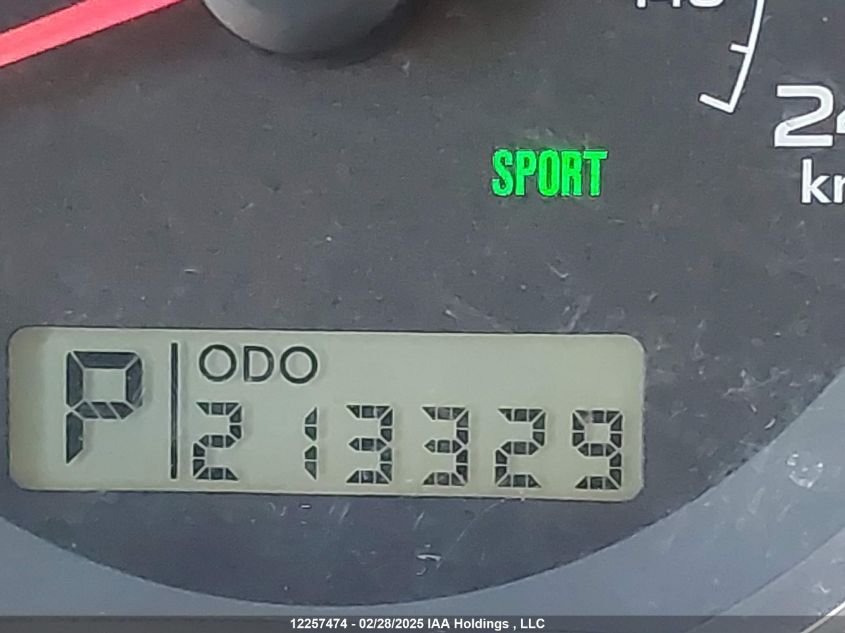 SPORT
P
ODO
213329
12257474 - 02/28/2025 IAA Holdings , LLC